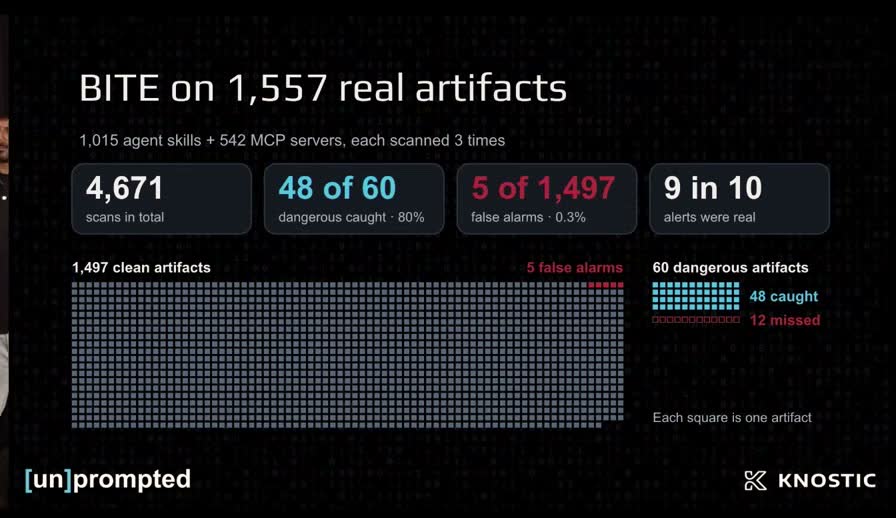 BITE on 1,557 real artifacts
1,015 agent skills + 542 MCP servers, each scanned 3 times
4,671
scans in total
48 of 60
dangerous caught · 80%
5 of 1,497
false alarms · 0.3%
9 in 10
alerts were real
1,497 clean artifacts
5 false alarms
60 dangerous artifacts
48 caught
12 missed
Each square is one artifact
[un]prompted
KNOSTIC